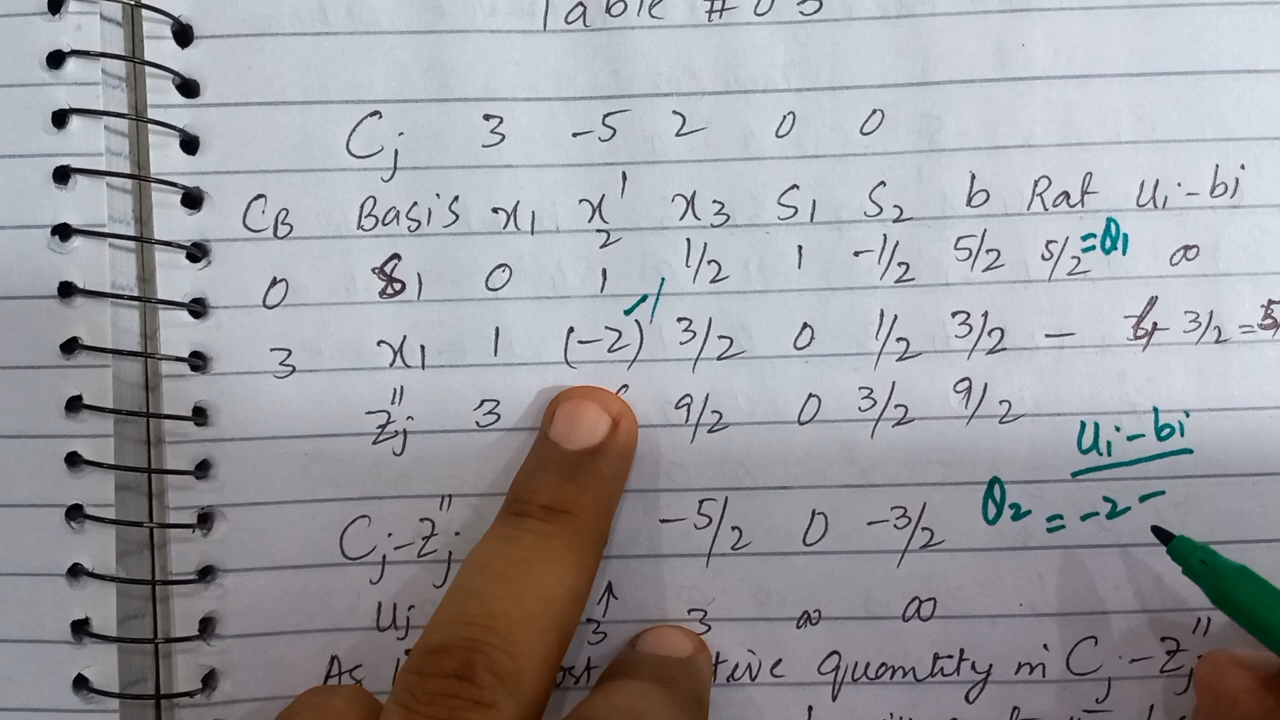 Table #03
Cj 3 -5 2 0 0
CB Basis x1 x2' x3 S1 S2 b Rat Ui-bi
0 S1 0 1 1/2 1 -1/2 5/2 5/2 =θ1 ∞
3 x1 1 (-2) 3/2 0 1/2 3/2 - 3/2 =
Zj'' 3 9/2 0 3/2 9/2
Ui-bi
Cj-Zj'' -5/2 0 -3/2 θ2 = -2 -
Uj 3 3 ∞ ∞
As quantity in Cj-Zj''